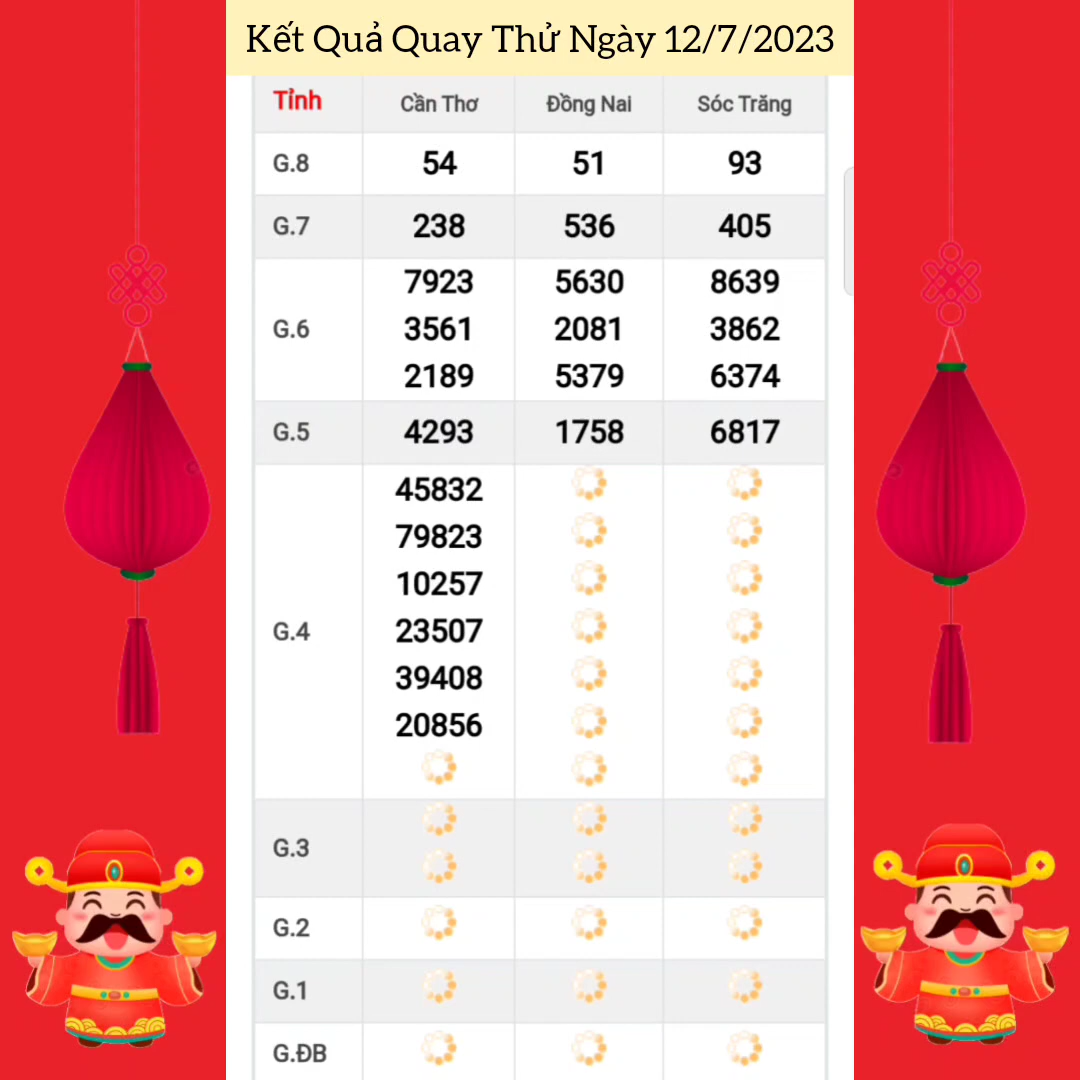 Kết Quả Quay Thử Ngày 12/7/2023
Tỉnh Cần Thơ Đồng Nai Sóc Trăng
G.8 54 51 93
G.7 238 536 405
7923 5630 8639
G.6 3561 2081 3862
2189 5379 6374
G.5 4293 1758 6817
45832
79823
10257
G.4 23507
39408
20856
G.3
G.2
G.1
G.ĐB